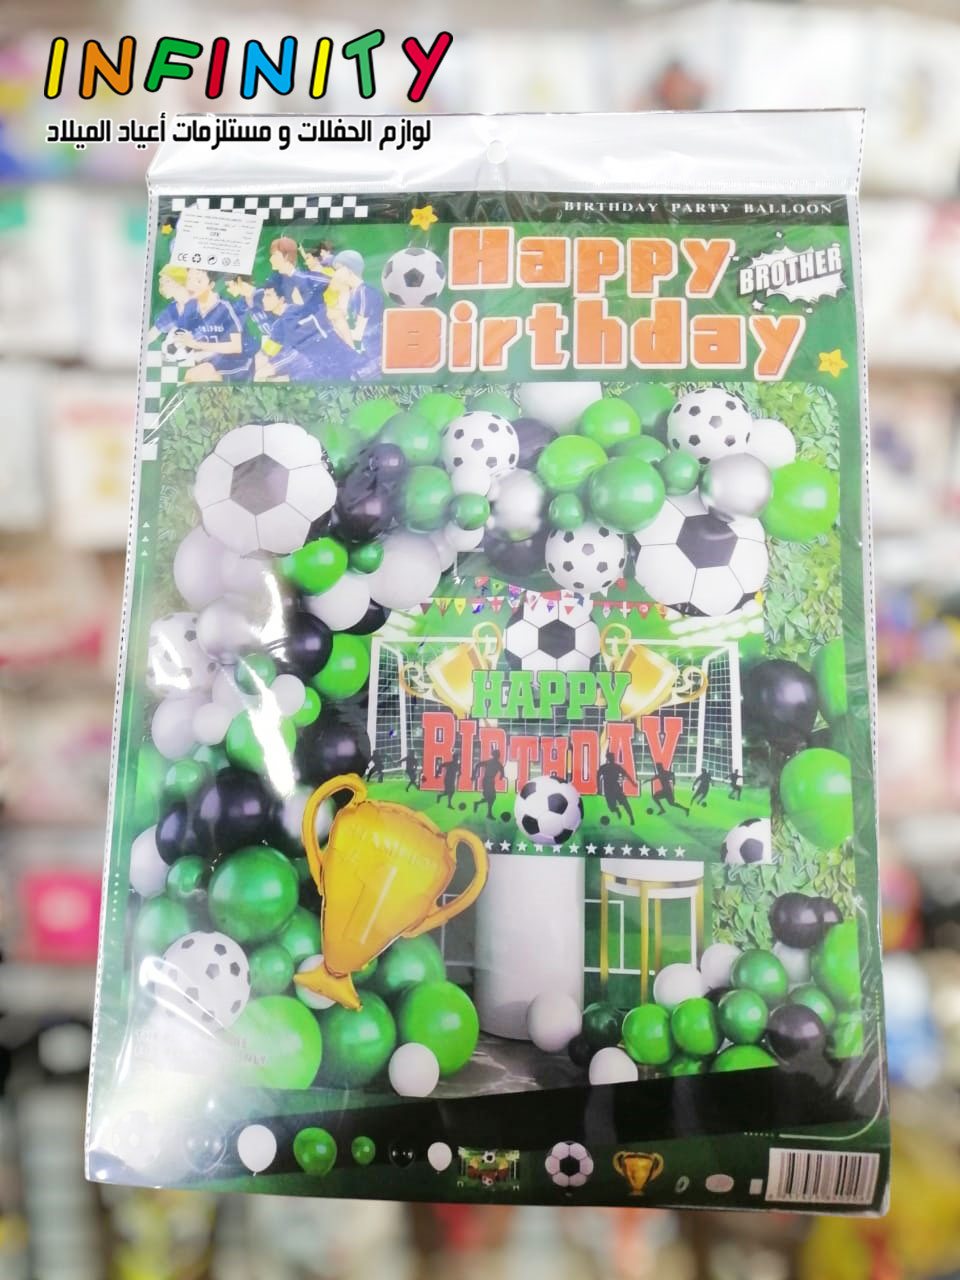 INFINITY
لوازم الحفلات و مستلزمات أعياد الميلاد
BIRTHDAY PARTY BALLOON
Happy
BROTHER
Birthday
HAPPY
BIRTHDAY